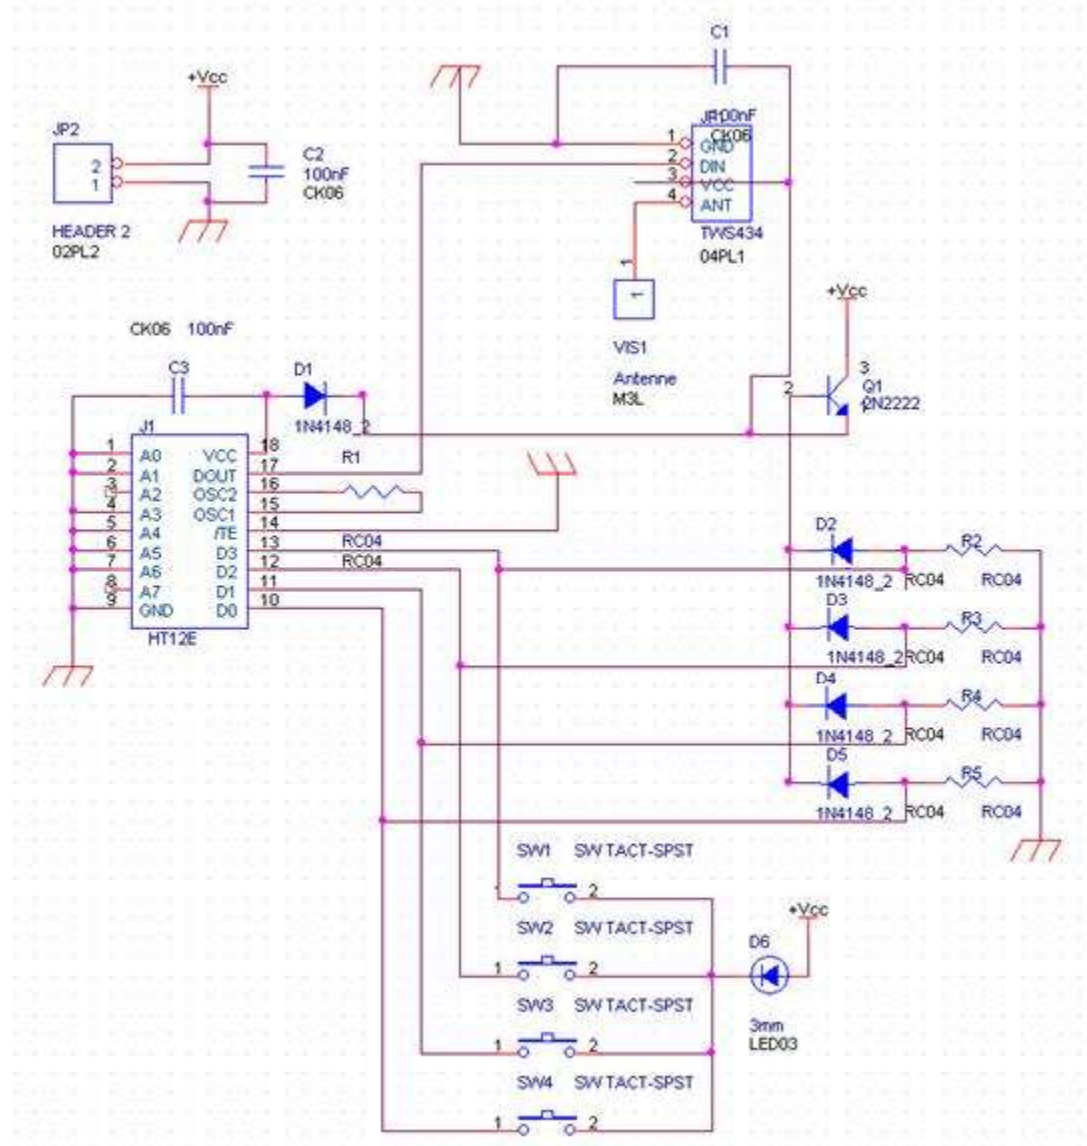 C1
+Vcc
JP2
2
1
C2
100nF
CK06
HEADER 2
02PL2
JP1
100nF
CK06
1
GND
2
DIN
3
VCC
4
ANT
TWS434
04PL1
1
1
VIS1
Antenne
M3L
+Vcc
3
2
Q1
2N2222
CK06 100nF
C3
D1
1N4148_2
J1
1 A0 VCC 18
2 A1 DOUT 17
3 A2 OSC2 16
4 A3 OSC1 15
5 A4 /TE 14
6 A5 D3 13
7 A6 D2 12
8 A7 D1 11
9 GND D0 10
HT12E
R1
RC04
RC04
D2
R2
1N4148_2 RC04 RC04
D3
R3
1N4148_2 RC04 RC04
D4
R4
1N4148_2 RC04 RC04
D5
R5
1N4148_2 RC04 RC04
SW1 SW TACT-SPST
2
SW2 SW TACT-SPST
1 2
SW3 SW TACT-SPST
1 2
SW4 SW TACT-SPST
1 2
+Vcc
D6
3mm
LED03